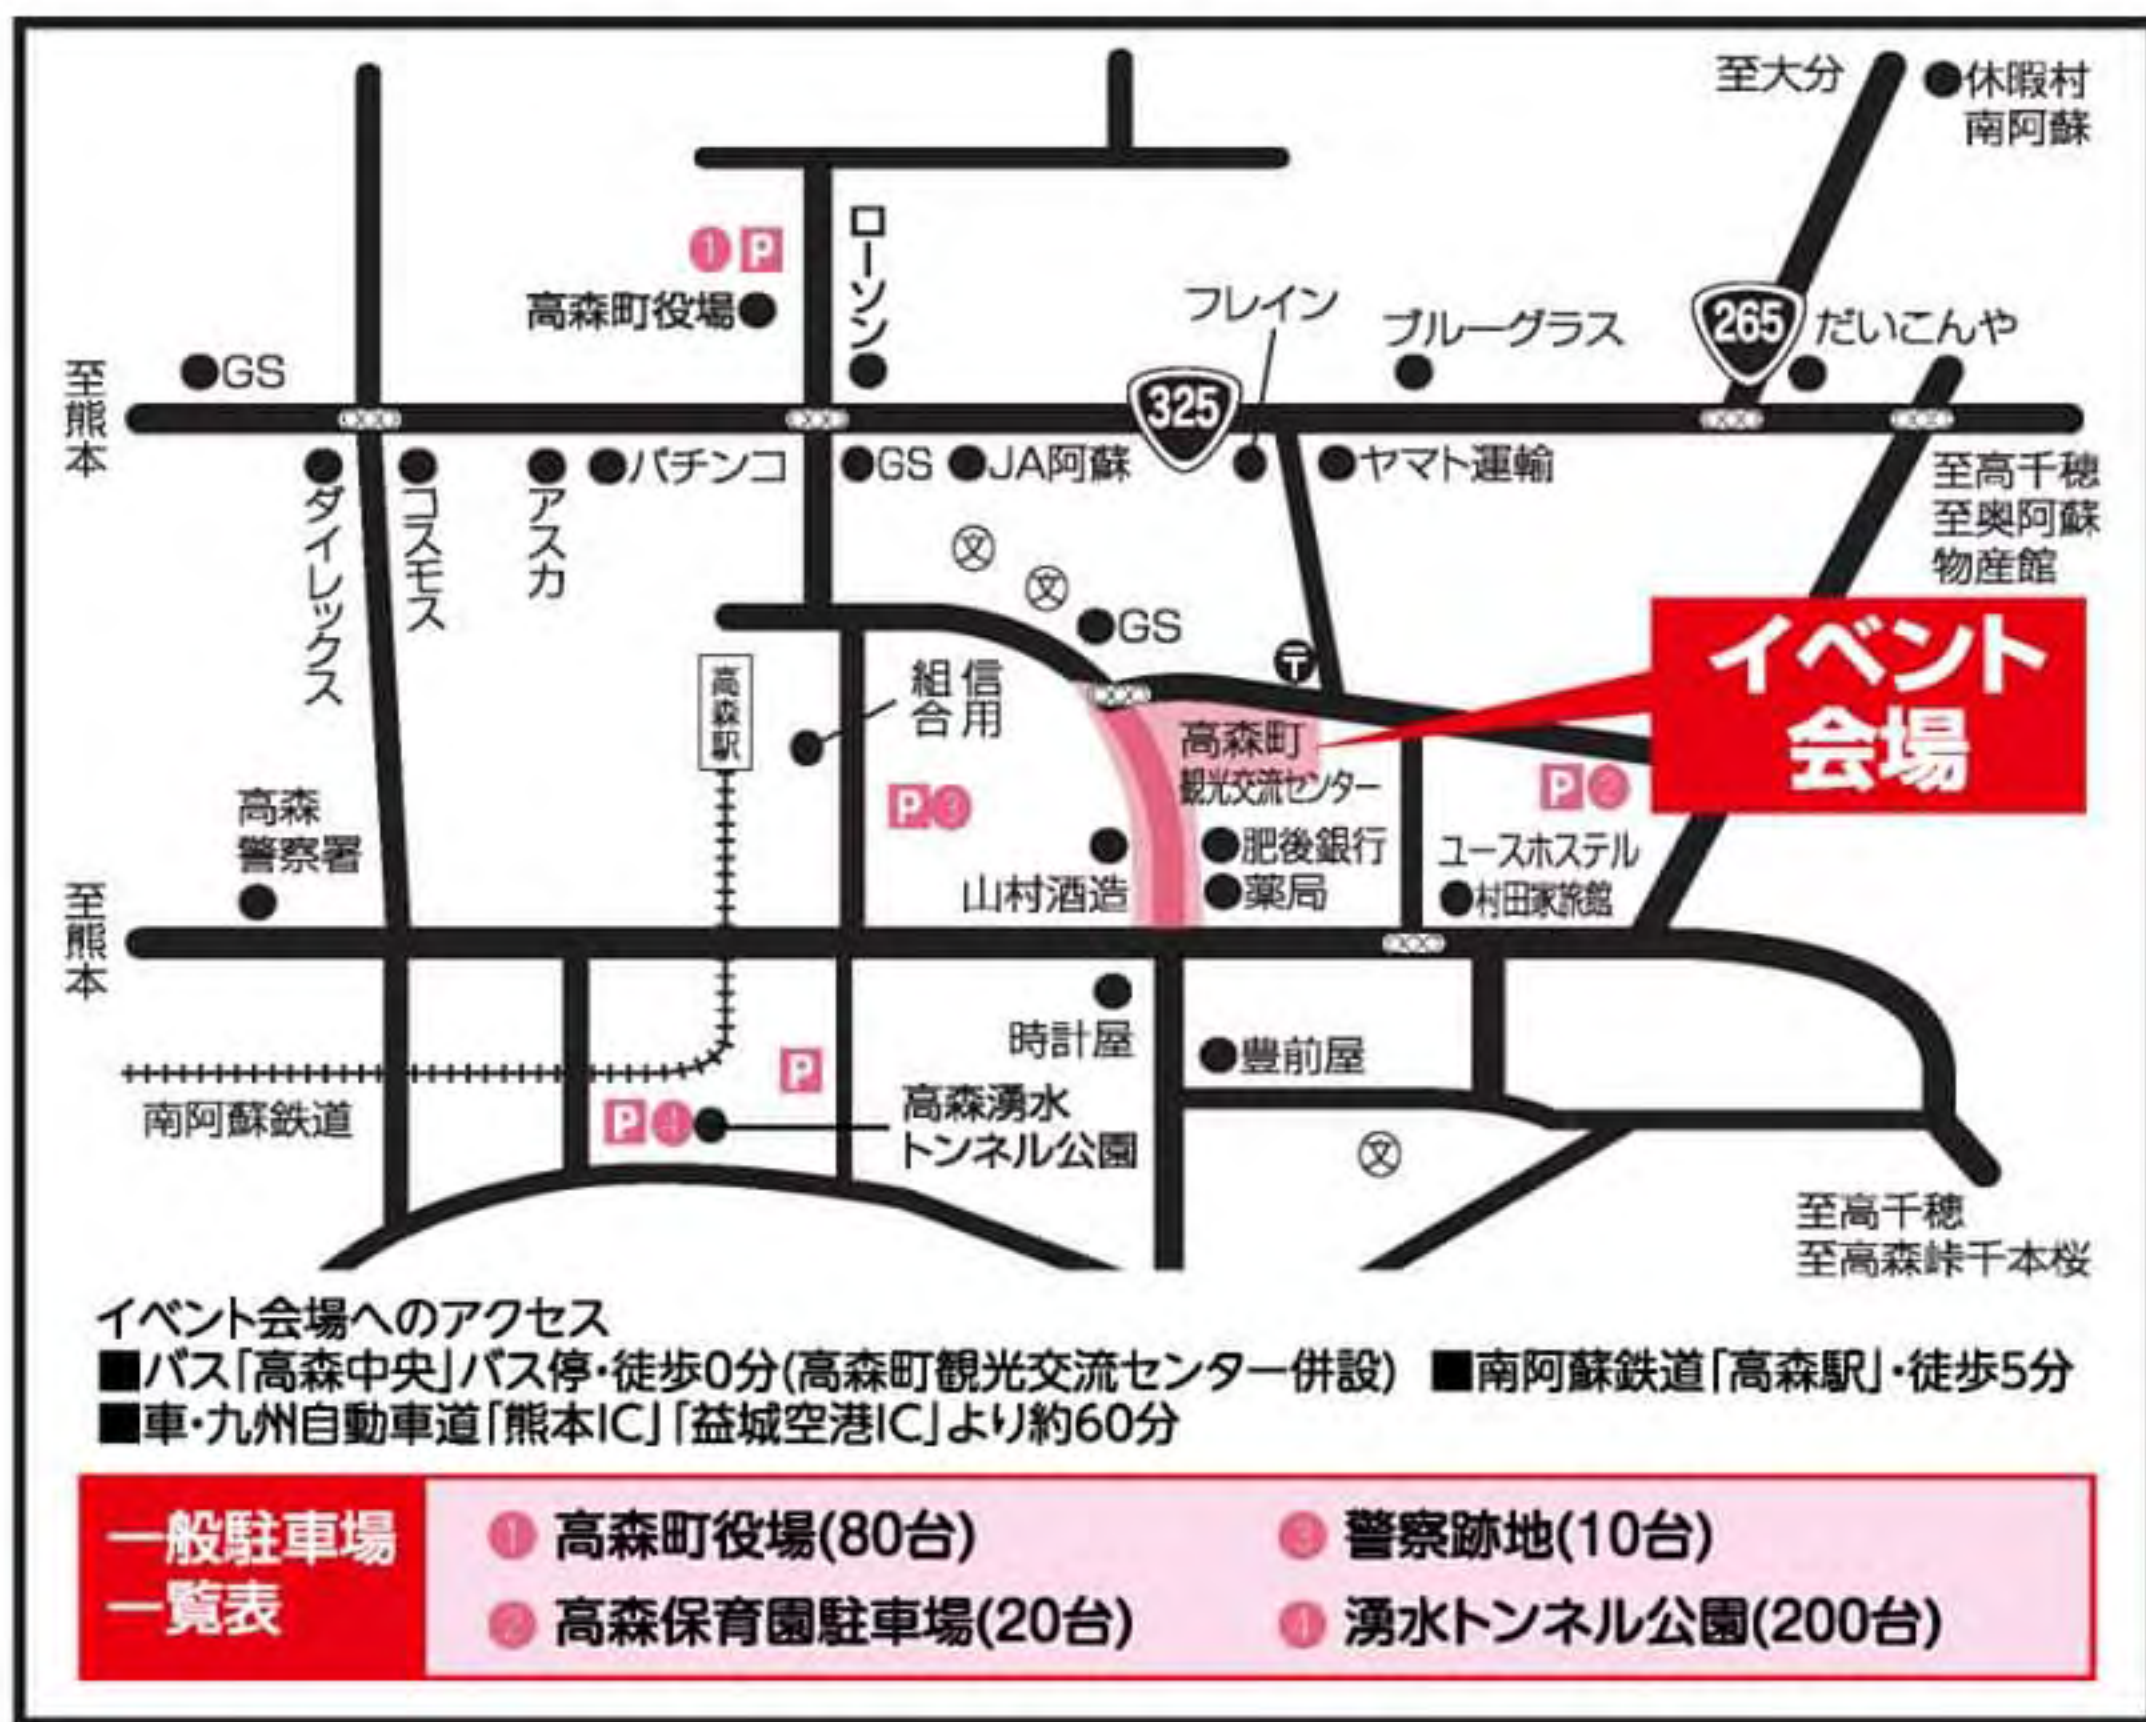 至大分
●休暇村
南阿蘇
1 P
高森町役場●
ローソン
フレイン
ブルーグラス
265
だいこんや
至熊本
●GS
325
ダイレックス
コスモス
アスカ
●パチンコ
●GS
●JA阿蘇
●ヤマト運輸
至高千穂
至奥阿蘇
物産館
文
文
●GS
〒
イベント
会場
高森駅
信用
組合
高森町
観光交流センター
P 3
P 2
高森
警察署
山村酒造
●肥後銀行
●薬局
ユースホステル
●村田家旅館
至熊本
時計屋
●豊前屋
南阿蘇鉄道
P
P 4
高森湧水
トンネル公園
文
至高千穂
至高森峠千本桜
イベント会場へのアクセス
■バス「高森中央」バス停・徒歩0分(高森町観光交流センター併設) ■南阿蘇鉄道「高森駅」・徒歩5分
■車・九州自動車道「熊本IC」「益城空港IC」より約60分
一般駐車場
一覧表
1 高森町役場(80台)
2 高森保育園駐車場(20台)
3 警察跡地(10台)
4 湧水トンネル公園(200台)